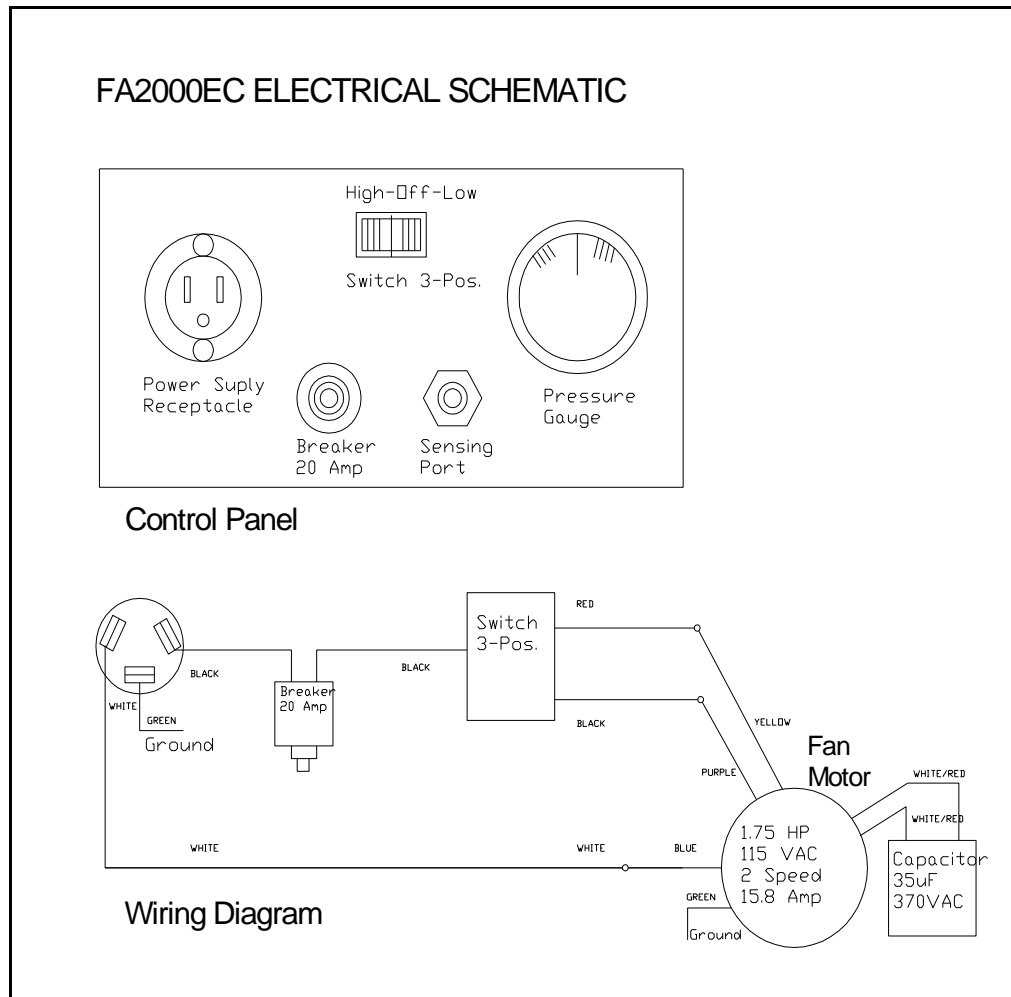 FA2000EC ELECTRICAL SCHEMATIC
High-Off-Low
Switch 3-Pos.
Power Suply
Receptacle
Breaker
20 Amp
Sensing
Port
Pressure
Gauge
Control Panel
Switch
3-Pos.
RED
BLACK
BLACK
Breaker
20 Amp
WHITE
GREEN
Ground
BLACK
YELLOW
Fan
Motor
PURPLE
WHITE/RED
WHITE/RED
1.75 HP
115 VAC
2 Speed
15.8 Amp
Capacitor
35uF
370VAC
WHITE
WHITE
BLUE
GREEN
Ground
Wiring Diagram